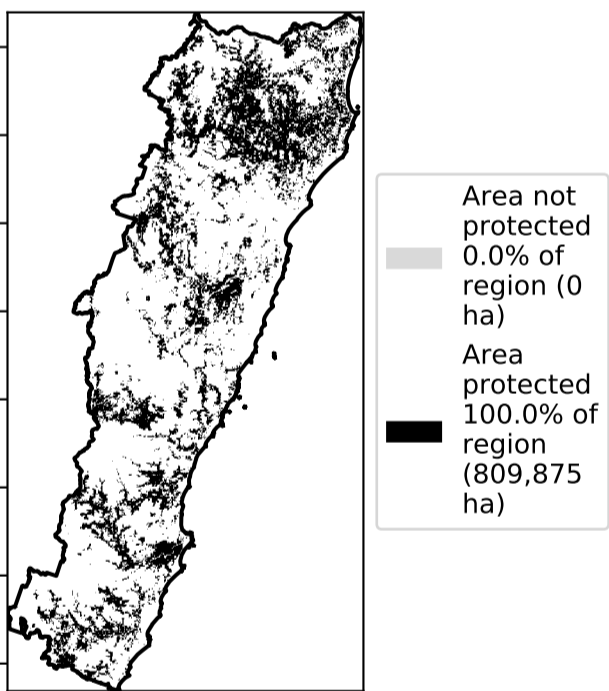 Area not
protected
0.0% of
region (0
ha)
Area
protected
100.0% of
region
(809,875
ha)